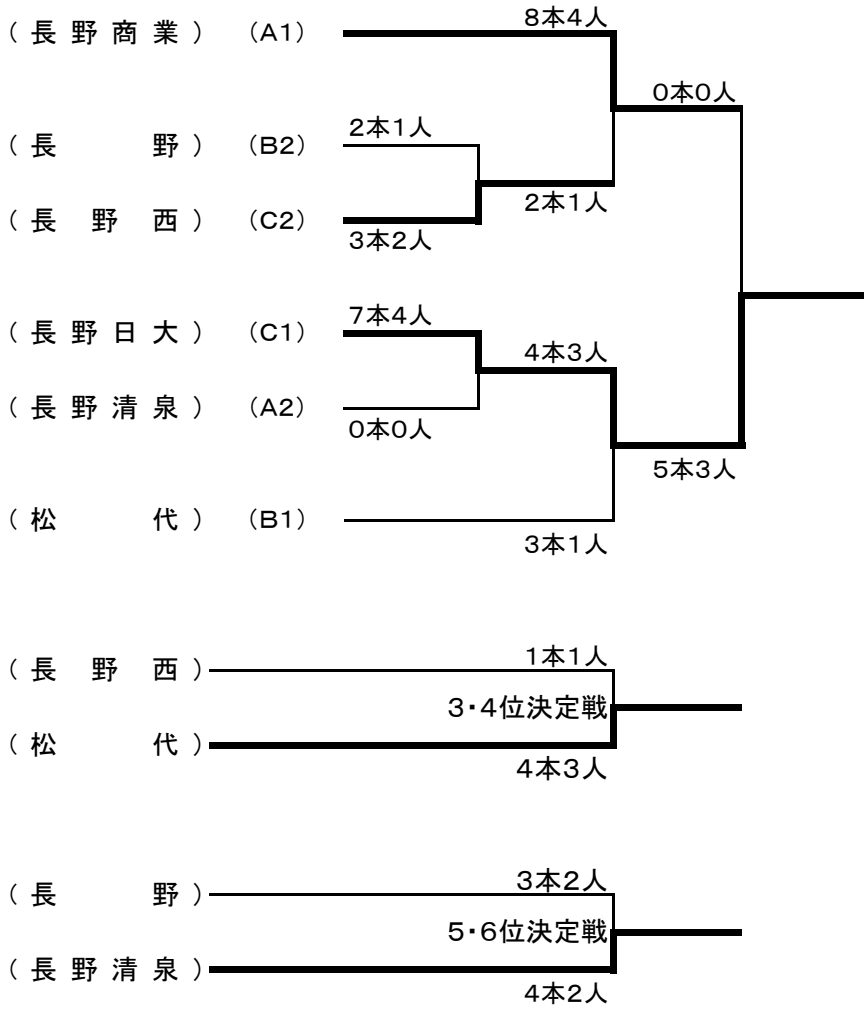 8本4人
（長野商業） （A1）
0本0人
2本1人
（長　　野） （B2）
2本1人
（長野西） （C2）
3本2人
7本4人
（長野日大） （C1）
4本3人
（長野清泉） （A2）
0本0人
5本3人
（松　　代） （B1）
3本1人
1本1人
（長野西）
3・4位決定戦
（松　　代）
4本3人
3本2人
（長　　野）
5・6位決定戦
（長野清泉）
4本2人